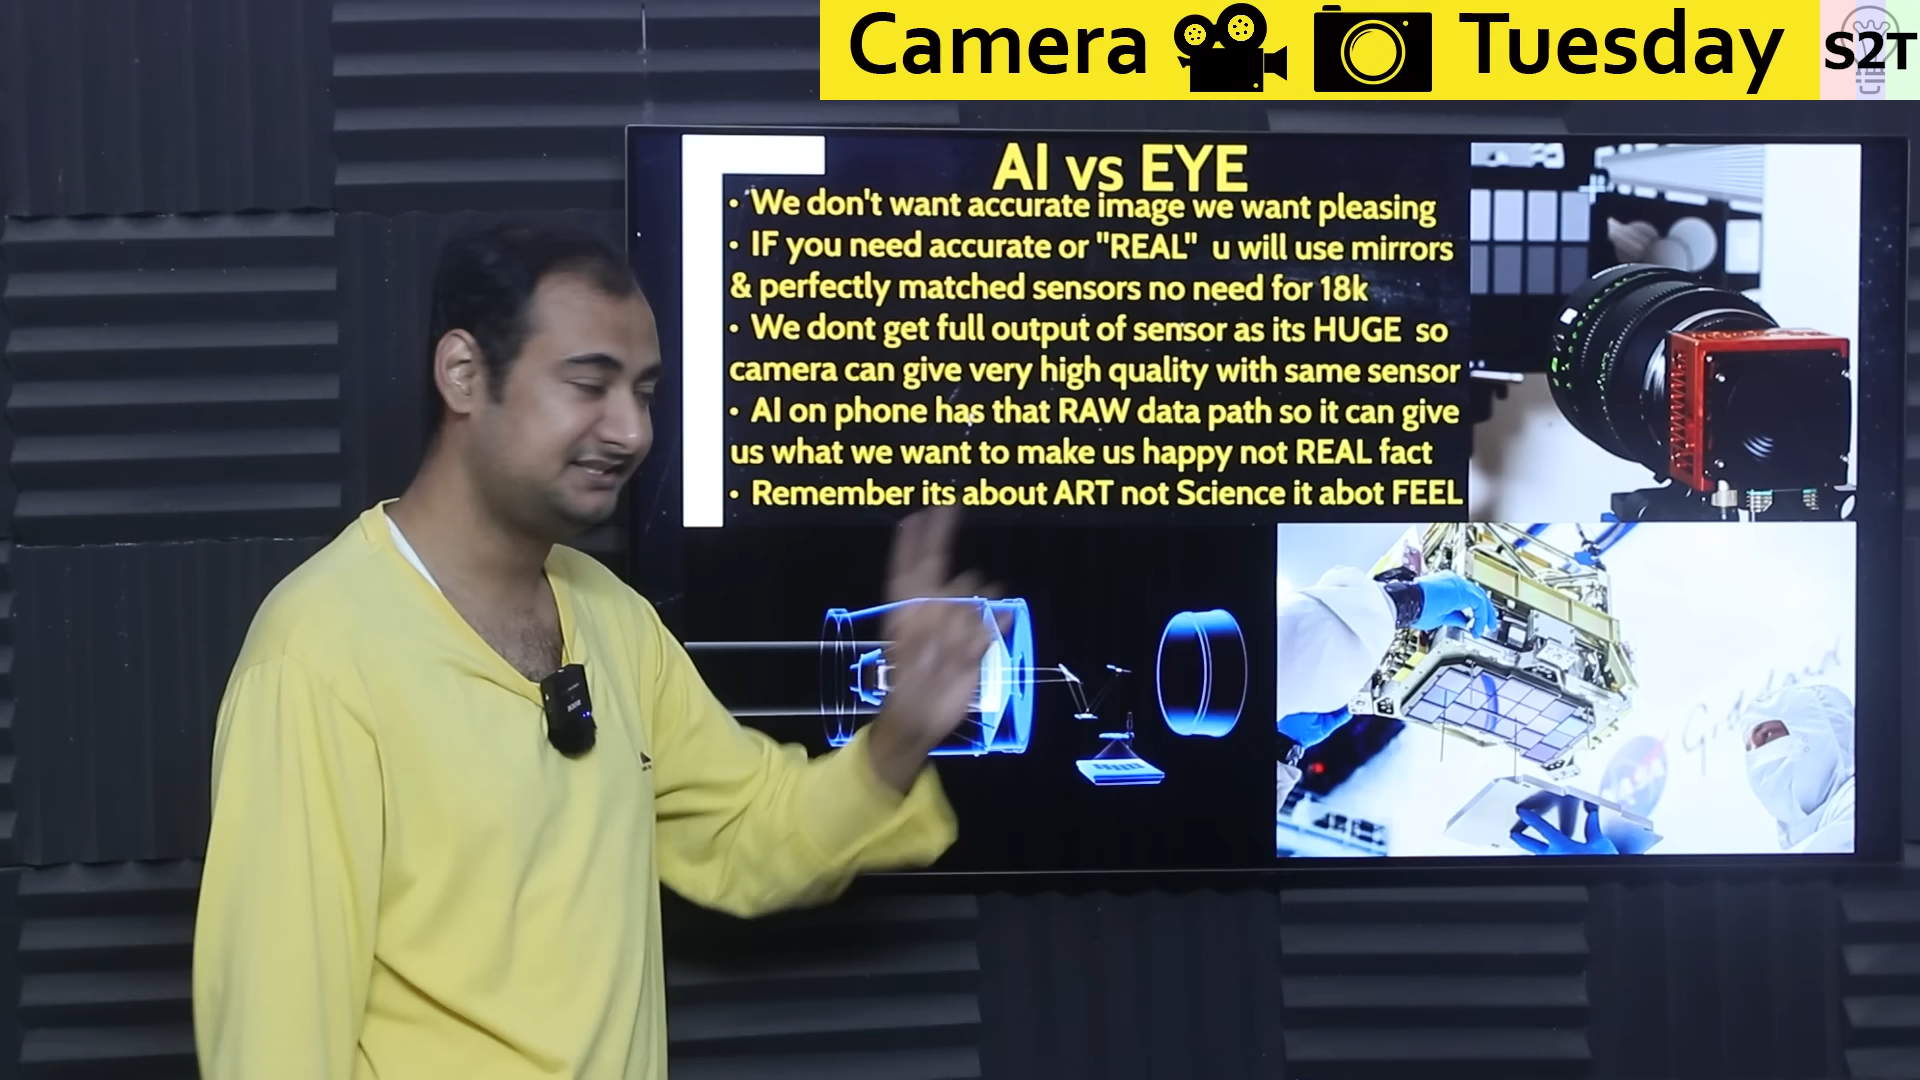 Camera Tuesday
S2T
AI vs EYE
• We don't want accurate image we want pleasing
• IF you need accurate or "REAL" u will use mirrors
& perfectly matched sensors no need for 18k
• We dont get full output of sensor as its HUGE so
camera can give very high quality with same sensor
• AI on phone has that RAW data path so it can give
us what we want to make us happy not REAL fact
• Remember its about ART not Science it abot FEEL
NASA
Goddard